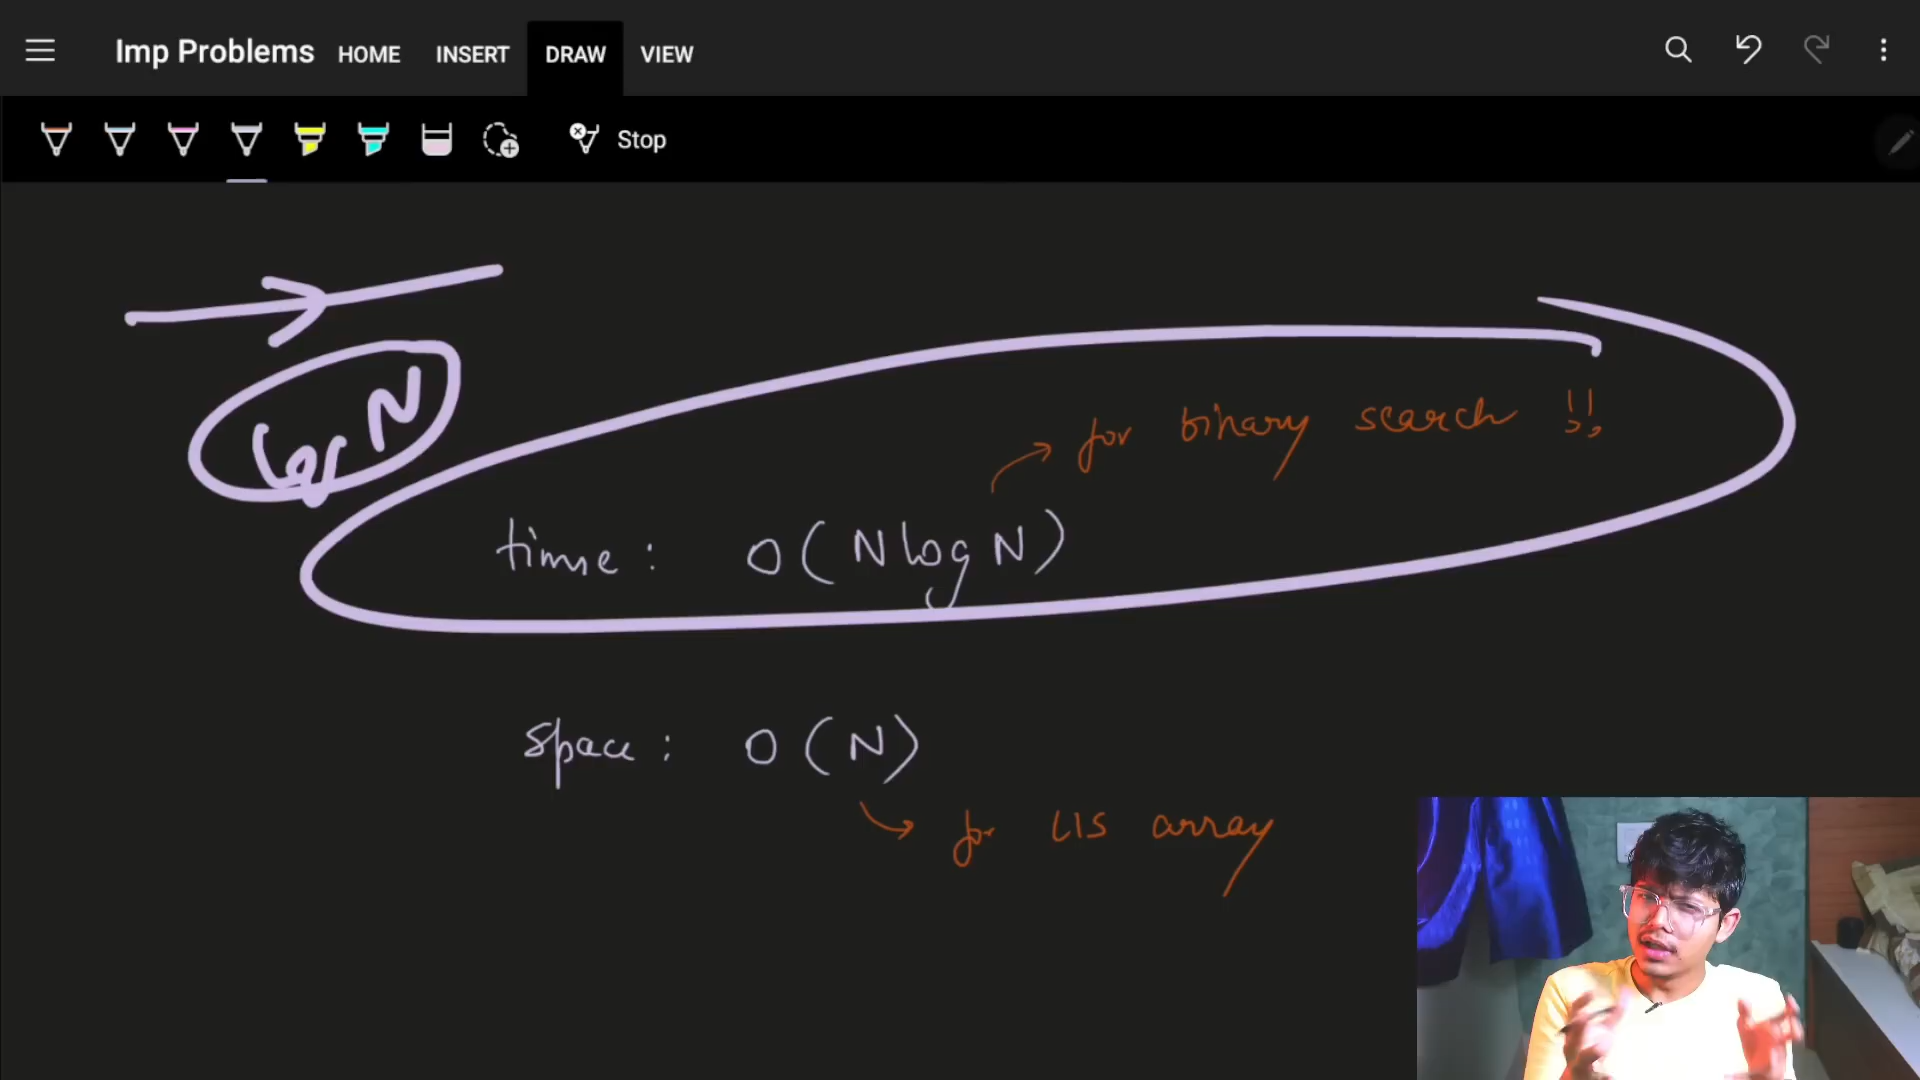 Imp Problems HOME INSERT DRAW VIEW
Stop
log N
for binary search !!
time : O(N log N)
space : O(N)
for LIS array